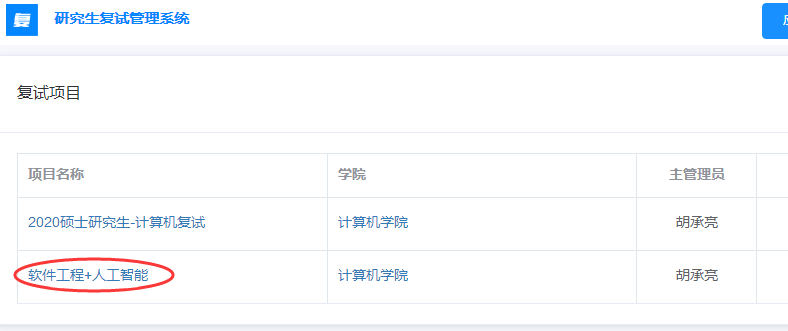 复 研究生复试管理系统
复试项目
项目名称 学院 主管理员
2020硕士研究生-计算机复试 计算机学院 胡承亮
软件工程+人工智能 计算机学院 胡承亮